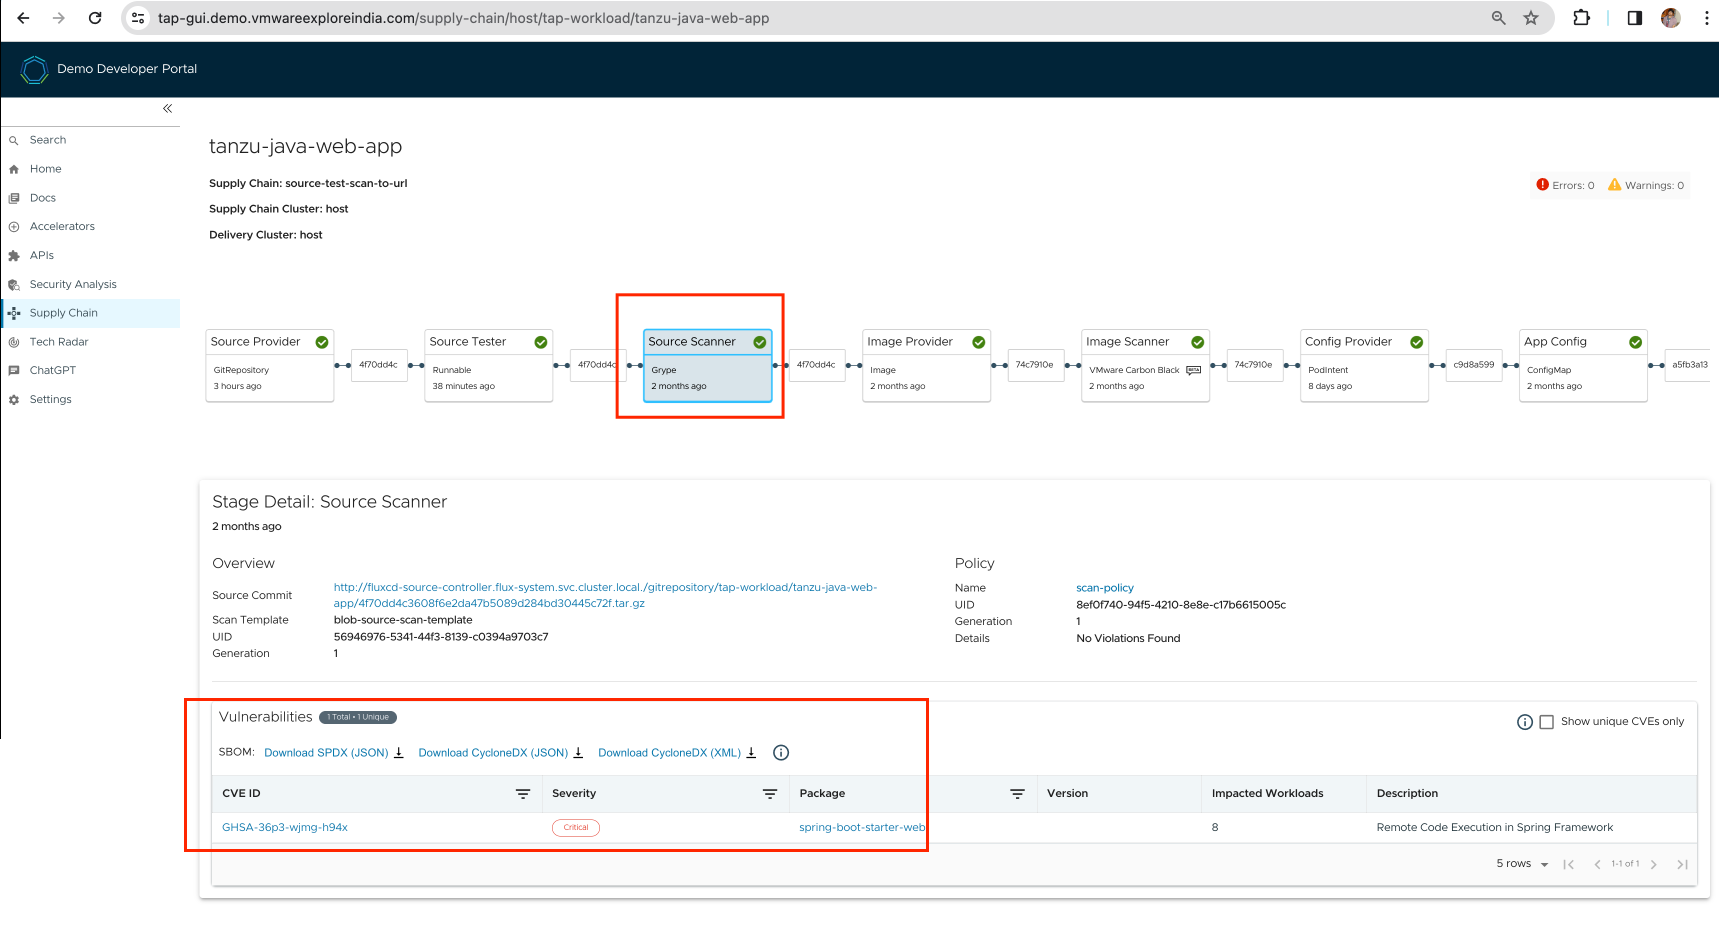 tap-gui.demo.vmwareexploreindia.com/supply-chain/host/tap-workload/tanzu-java-web-app
Demo Developer Portal
Search
Home
Docs
Accelerators
APIs
Security Analysis
Supply Chain
Tech Radar
ChatGPT
Settings
tanzu-java-web-app
Supply Chain: source-test-scan-to-url
Supply Chain Cluster: host
Delivery Cluster: host
Errors: 0 Warnings: 0
Source Provider
GitRepository
3 hours ago
4f70dd4c
Source Tester
Runnable
38 minutes ago
4f70dd4c
Source Scanner
Grype
2 months ago
4f70dd4c
Image Provider
Image
2 months ago
74c7910e
Image Scanner
VMware Carbon Black BETA
2 months ago
74c7910e
Config Provider
PodIntent
8 days ago
c9d8a599
App Config
ConfigMap
2 months ago
a5fb3a13
Stage Detail: Source Scanner
2 months ago
Overview
Source Commit http://fluxcd-source-controller.flux-system.svc.cluster.local./gitrepository/tap-workload/tanzu-java-web-
app/4f70dd4c3608f6e2da47b5089d284bd30445c72f.tar.gz
Scan Template blob-source-scan-template
UID 56946976-5341-44f3-8139-c0394a9703c7
Generation 1
Policy
Name scan-policy
UID 8ef0f740-94f5-4210-8e8e-c17b6615005c
Generation 1
Details No Violations Found
Vulnerabilities 1 Total • 1 Unique
Show unique CVEs only
SBOM: Download SPDX (JSON) Download CycloneDX (JSON) Download CycloneDX (XML)
CVE ID Severity Package Version Impacted Workloads Description
GHSA-36p3-wjmg-h94x Critical spring-boot-starter-web 8 Remote Code Execution in Spring Framework
5 rows 1-1 of 1